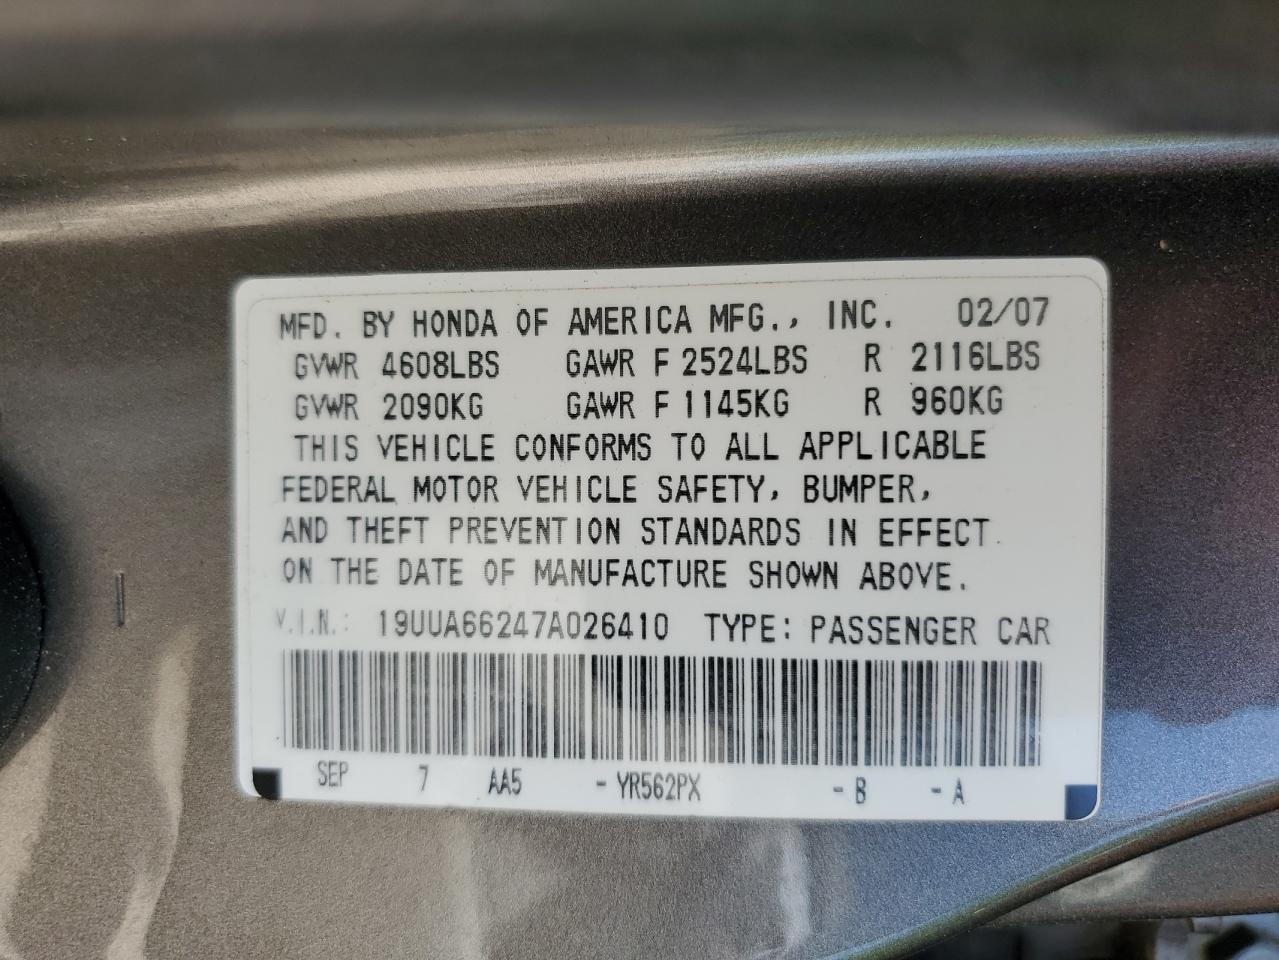 MFD. BY HONDA OF AMERICA MFG., INC. 02/07
GVWR 4608LBS GAWR F 2524LBS R 2116LBS
GVWR 2090KG GAWR F 1145KG R 960KG
THIS VEHICLE CONFORMS TO ALL APPLICABLE
FEDERAL MOTOR VEHICLE SAFETY, BUMPER,
AND THEFT PREVENTION STANDARDS IN EFFECT
ON THE DATE OF MANUFACTURE SHOWN ABOVE.
V.I.N.: 19UUA66247A026410 TYPE: PASSENGER CAR
SEP 7 AA5 -YR562PX -B -A